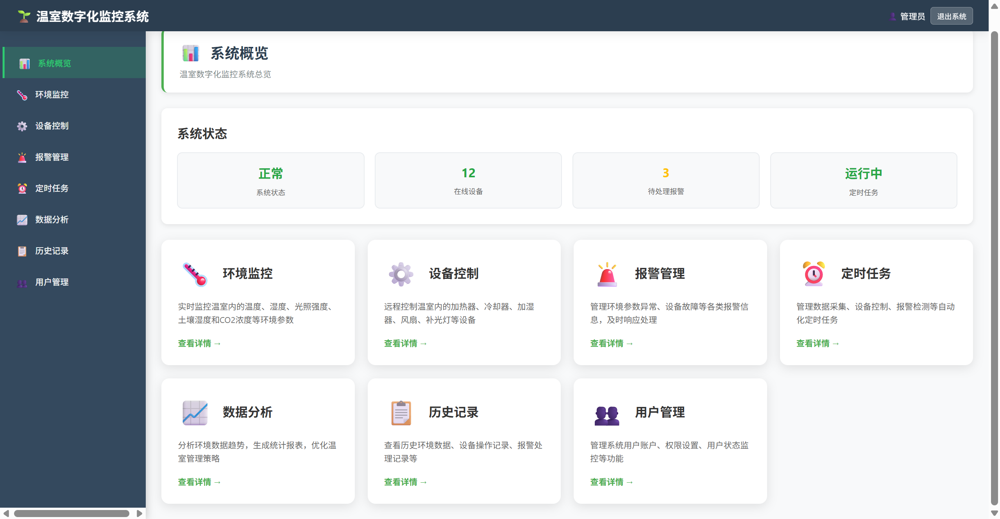 温室数字化监控系统
管理员
退出系统
系统概览
环境监控
设备控制
报警管理
定时任务
数据分析
历史记录
用户管理
系统概览
温室数字化监控系统总览
系统状态
正常
系统状态
12
在线设备
3
待处理报警
运行中
定时任务
环境监控
实时监控温室内的温度、湿度、光照强度、
土壤湿度和CO2浓度等环境参数
查看详情 →
设备控制
远程控制温室内的加热器、冷却器、加湿
器、风扇、补光灯等设备
查看详情 →
报警管理
管理环境参数异常、设备故障等各类报警信
息，及时响应处理
查看详情 →
定时任务
管理数据采集、设备控制、报警检测等自动
化定时任务
查看详情 →
数据分析
分析环境数据趋势，生成统计报表，优化温
室管理策略
查看详情 →
历史记录
查看历史环境数据、设备操作记录、报警处
理记录等
查看详情 →
用户管理
管理系统用户账户、权限设置、用户状态监
控等功能
查看详情 →